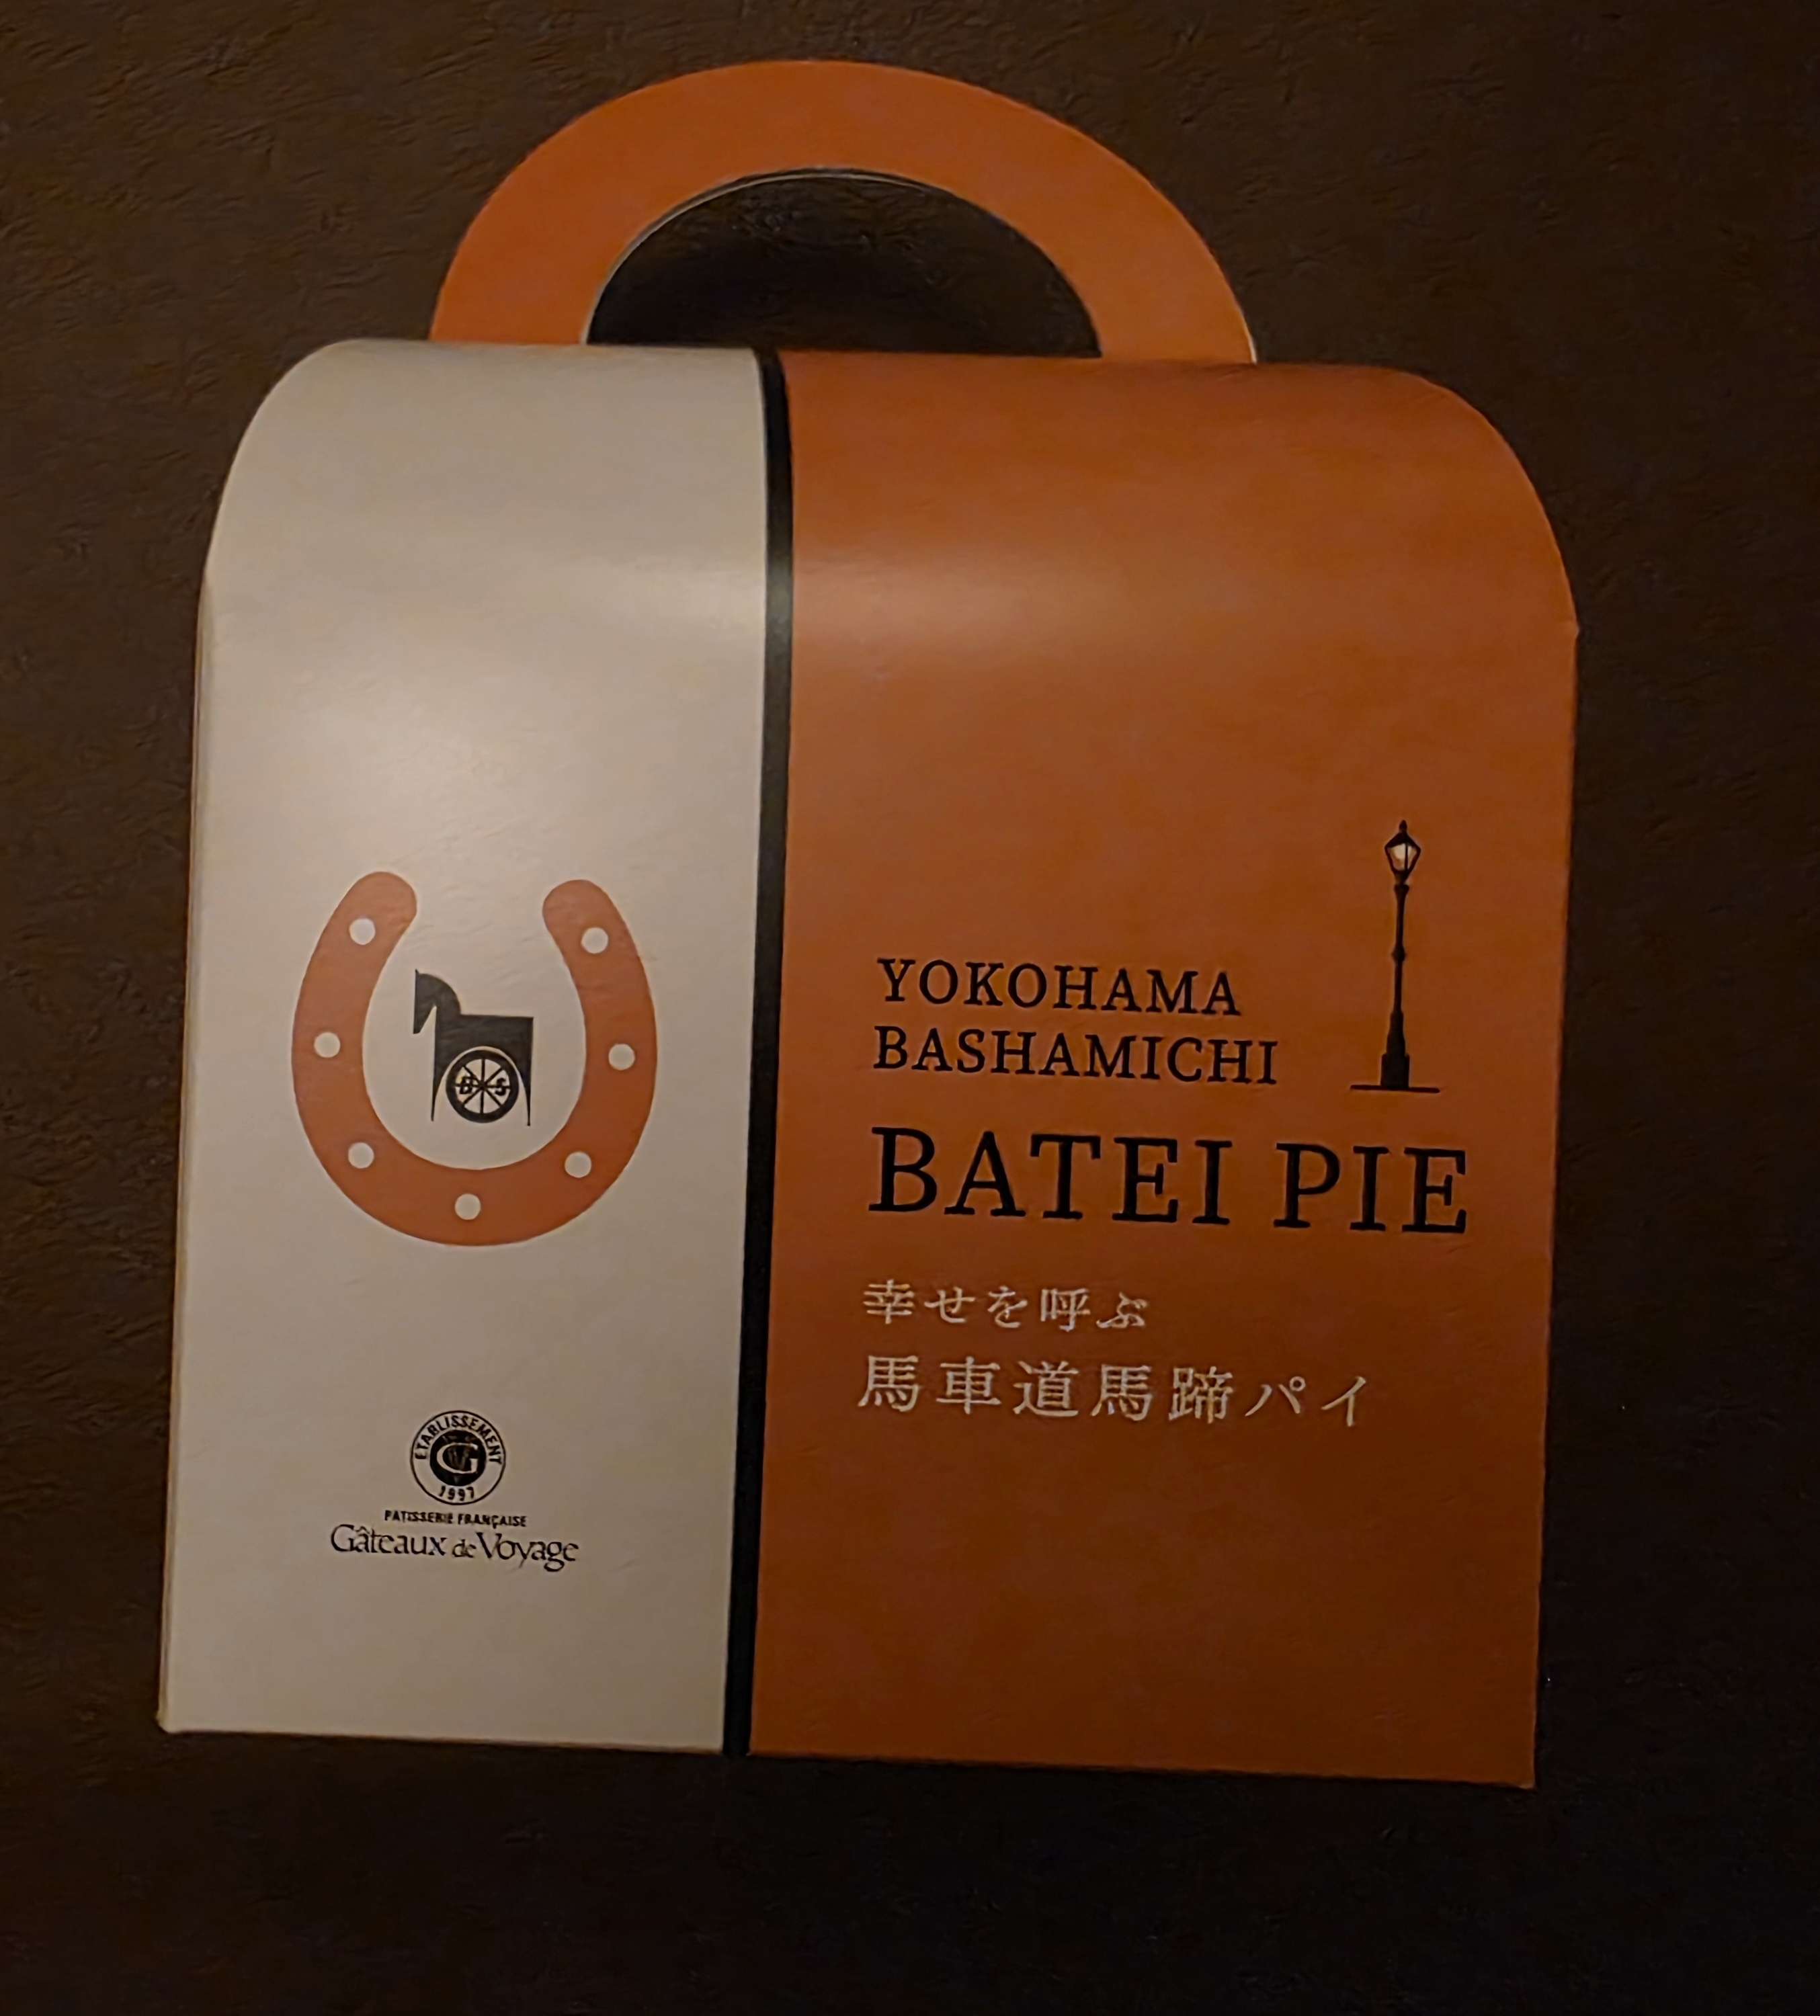 B S
ETABLISSEMENT
G
1997
PATISSERIE FRANÇAISE
Gâteaux de Voyage
YOKOHAMA
BASHAMICHI
BATEI PIE
幸せを呼ぶ
馬車道馬蹄パイ